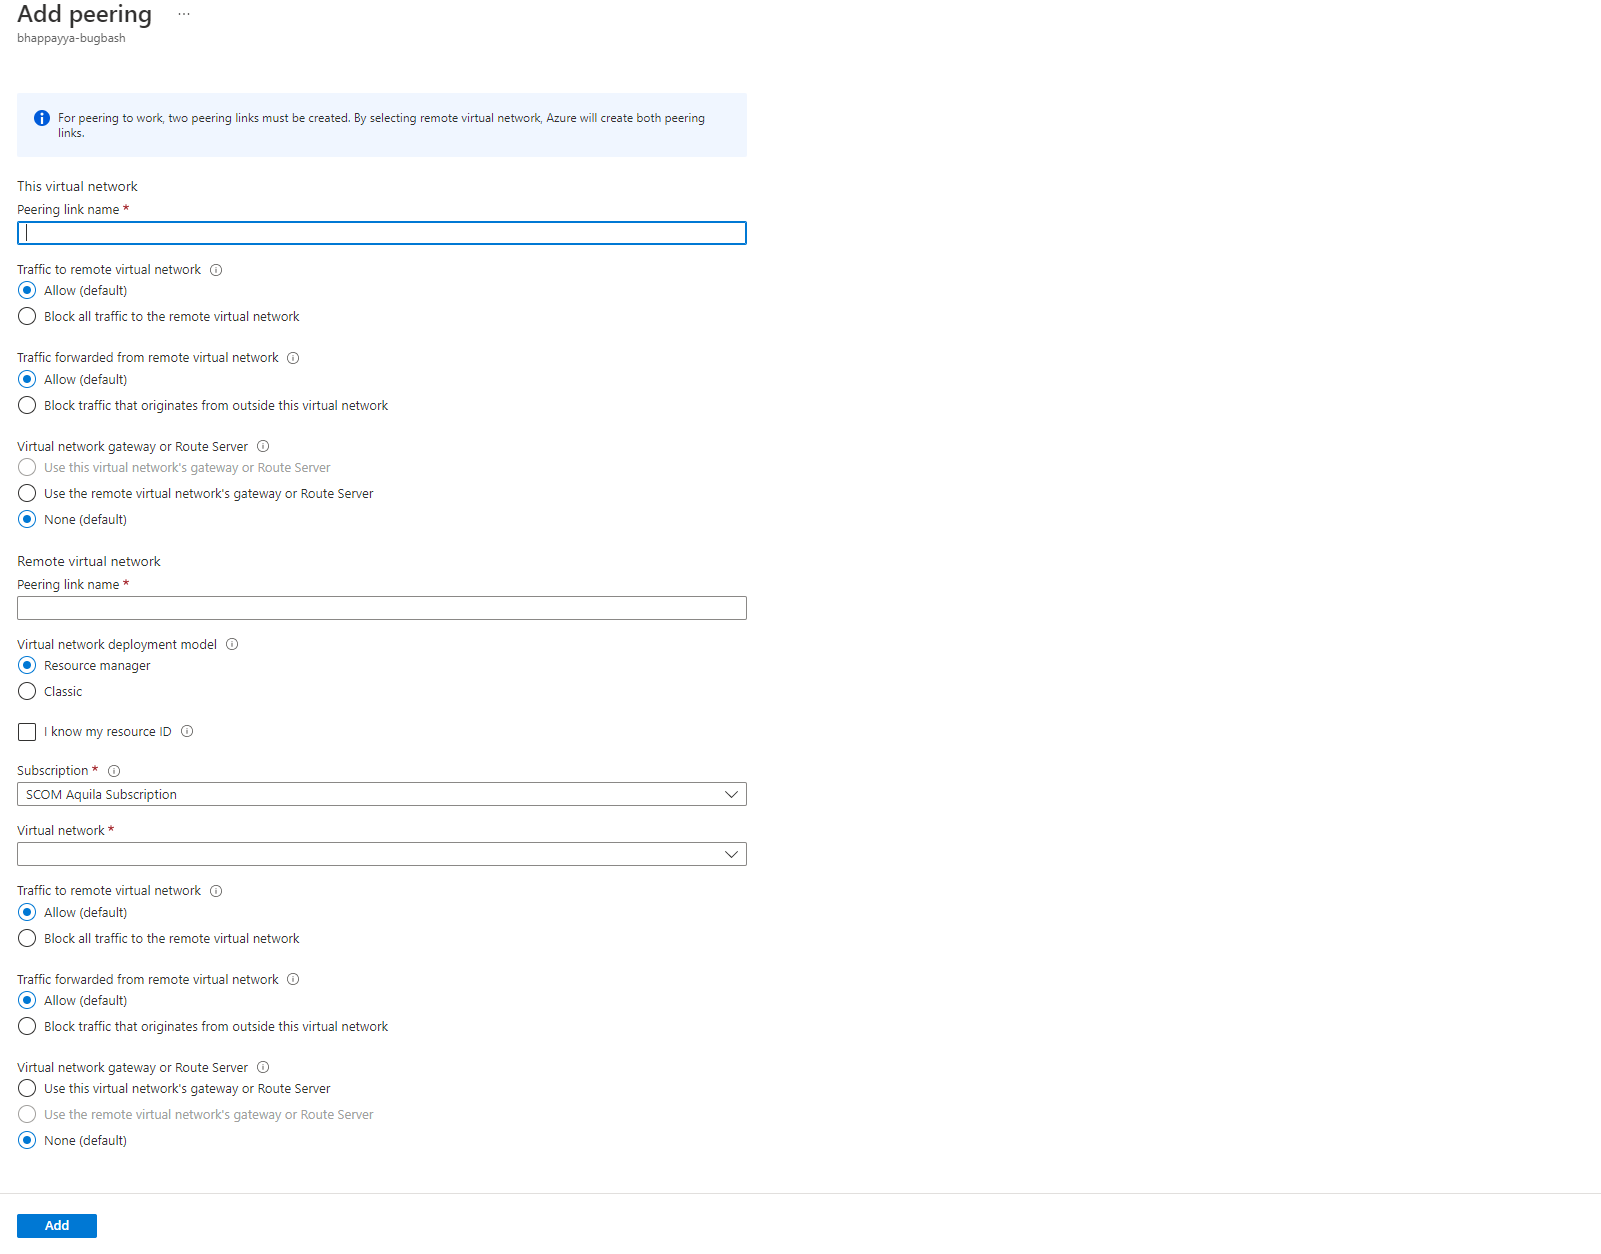 Add peering ...
bhappayya-bugbash
For peering to work, two peering links must be created. By selecting remote virtual network, Azure will create both peering
links.
This virtual network
Peering link name *
Traffic to remote virtual network
Allow (default)
Block all traffic to the remote virtual network
Traffic forwarded from remote virtual network
Allow (default)
Block traffic that originates from outside this virtual network
Virtual network gateway or Route Server
Use this virtual network's gateway or Route Server
Use the remote virtual network's gateway or Route Server
None (default)
Remote virtual network
Peering link name *
Virtual network deployment model
Resource manager
Classic
I know my resource ID
Subscription *
SCOM Aquila Subscription
Virtual network *
Traffic to remote virtual network
Allow (default)
Block all traffic to the remote virtual network
Traffic forwarded from remote virtual network
Allow (default)
Block traffic that originates from outside this virtual network
Virtual network gateway or Route Server
Use this virtual network's gateway or Route Server
Use the remote virtual network's gateway or Route Server
None (default)
Add